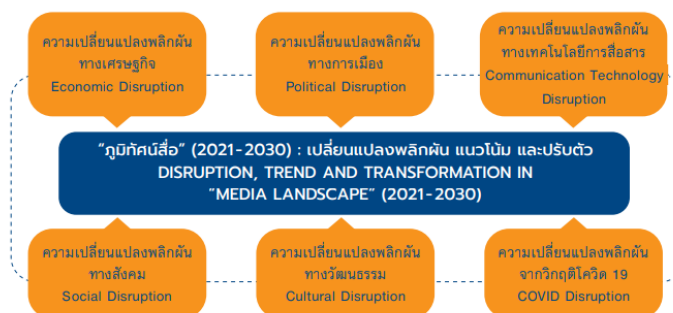 ความเปลี่ยนแปลงพลิกผัน
ทางเศรษฐกิจ
Economic Disruption
ความเปลี่ยนแปลงพลิกผัน
ทางการเมือง
Political Disruption
ความเปลี่ยนแปลงพลิกผัน
ทางเทคโนโลยีการสื่อสาร
Communication Technology
Disruption
"ภูมิทัศน์สื่อ" (2021-2030) : เปลี่ยนแปลงพลิกผัน แนวโน้ม และปรับตัว
DISRUPTION, TREND AND TRANSFORMATION IN
"MEDIA LANDSCAPE" (2021-2030)
ความเปลี่ยนแปลงพลิกผัน
ทางสังคม
Social Disruption
ความเปลี่ยนแปลงพลิกผัน
ทางวัฒนธรรม
Cultural Disruption
ความเปลี่ยนแปลงพลิกผัน
จากวิกฤติโควิด 19
COVID Disruption